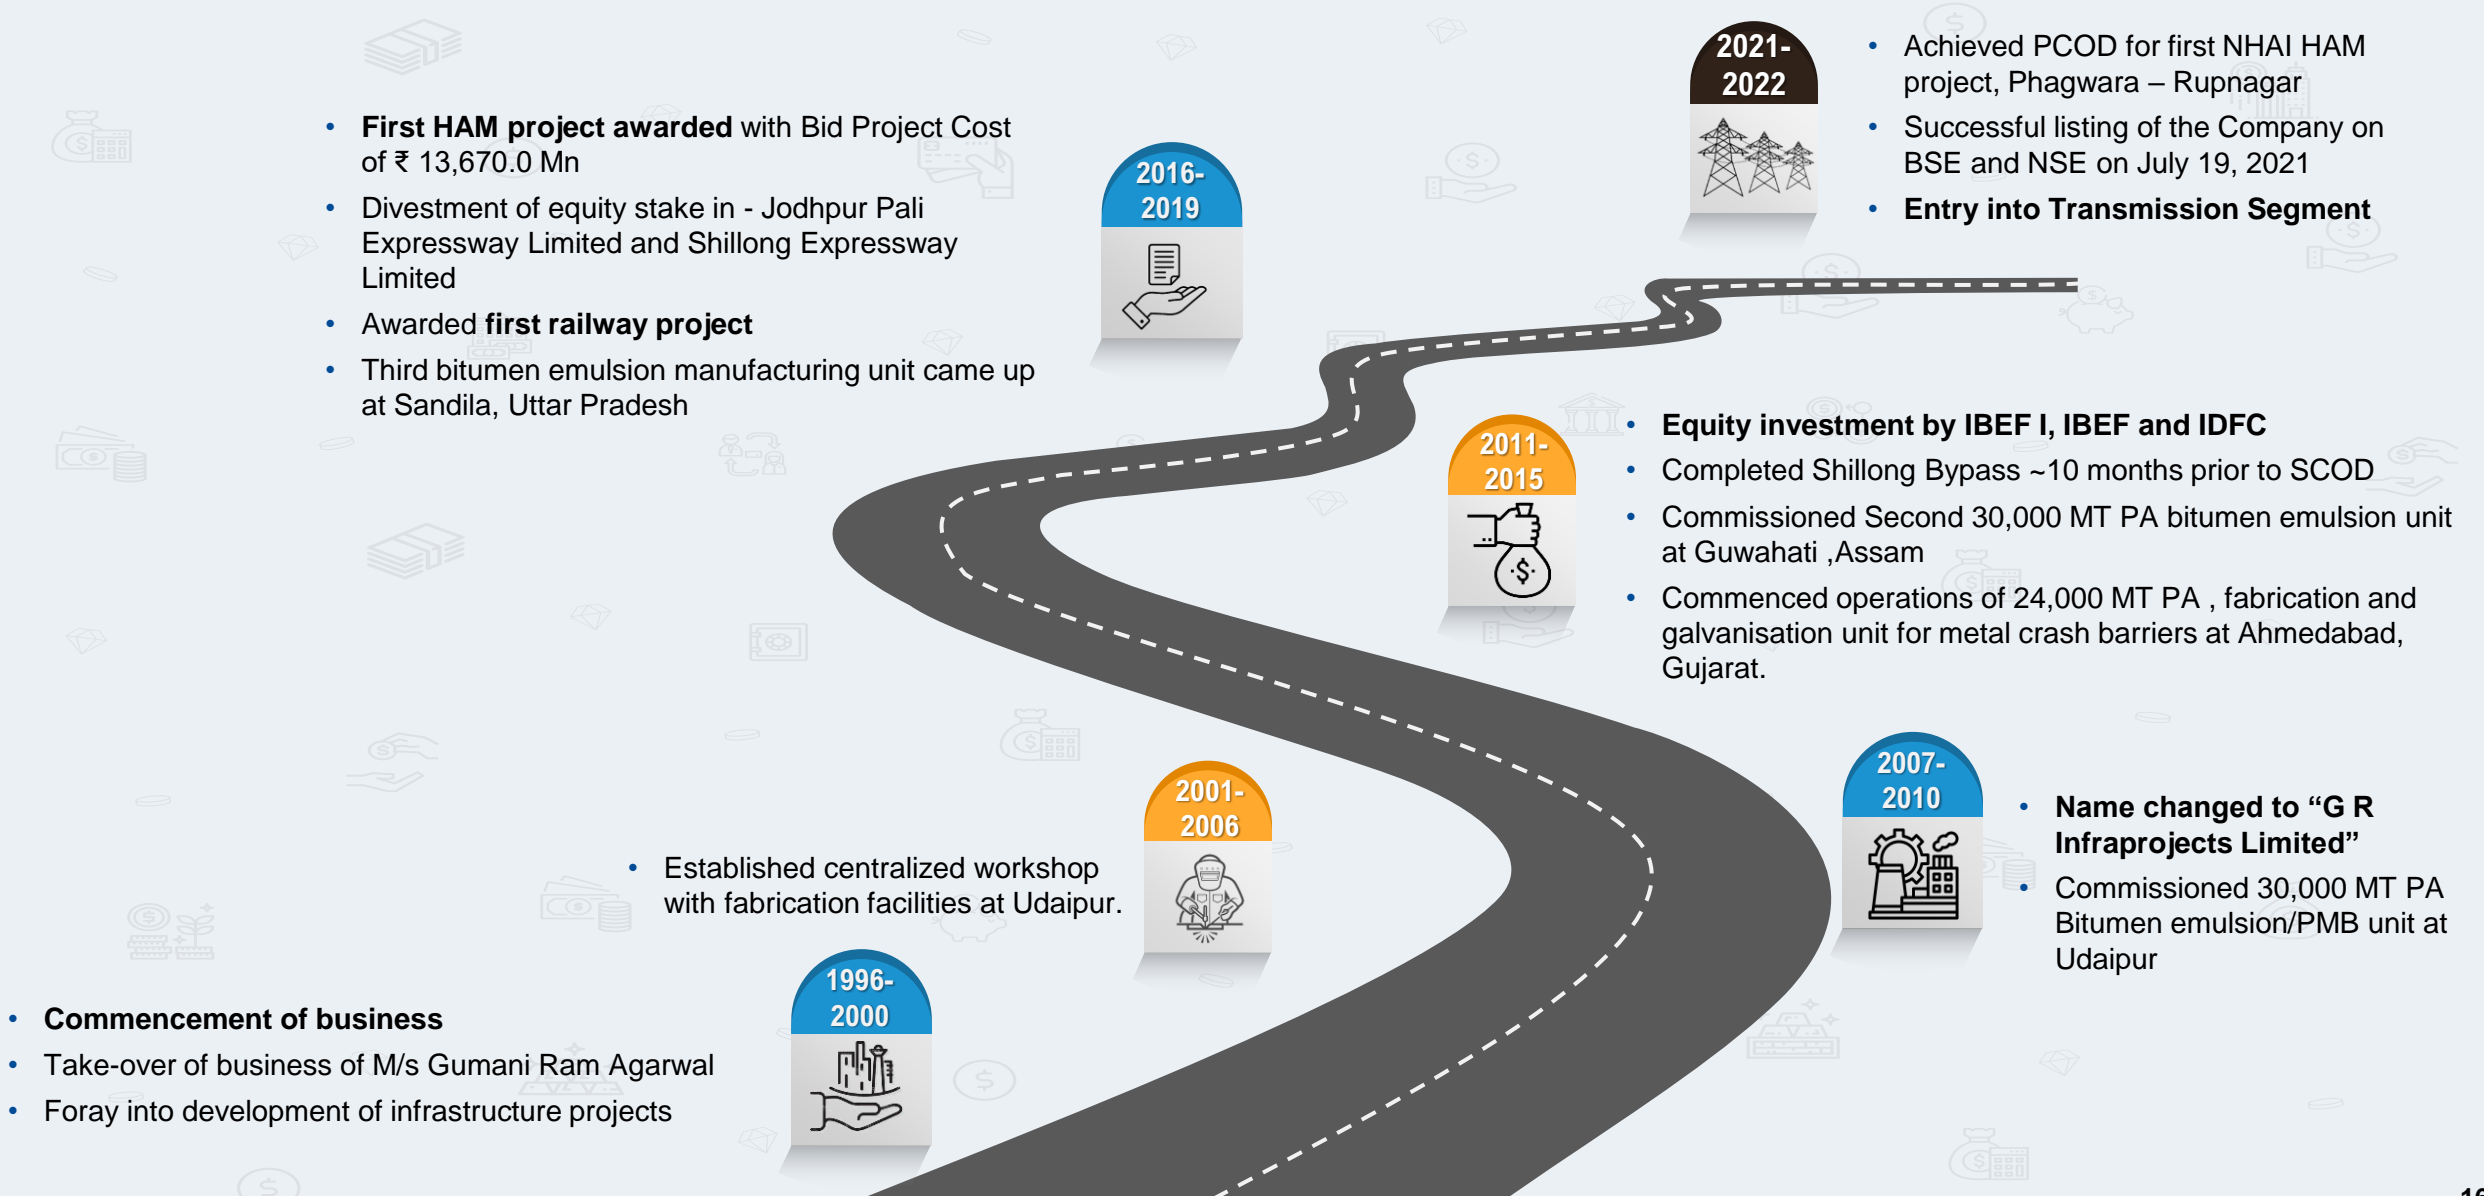 2021-
2022
• Achieved PCOD for first NHAI HAM
project, Phagwara – Rupnagar
• Successful listing of the Company on
BSE and NSE on July 19, 2021
• Entry into Transmission Segment
• First HAM project awarded with Bid Project Cost
of ₹ 13,670.0 Mn
• Divestment of equity stake in - Jodhpur Pali
Expressway Limited and Shillong Expressway
Limited
• Awarded first railway project
• Third bitumen emulsion manufacturing unit came up
at Sandila, Uttar Pradesh
2016-
2019
2011-
2015
• Equity investment by IBEF I, IBEF and IDFC
• Completed Shillong Bypass ~10 months prior to SCOD
• Commissioned Second 30,000 MT PA bitumen emulsion unit
at Guwahati ,Assam
• Commenced operations of 24,000 MT PA , fabrication and
galvanisation unit for metal crash barriers at Ahmedabad,
Gujarat.
2001-
2006
• Established centralized workshop
with fabrication facilities at Udaipur.
2007-
2010
• Name changed to “G R
Infraprojects Limited”
• Commissioned 30,000 MT PA
Bitumen emulsion/PMB unit at
Udaipur
1996-
2000
• Commencement of business
• Take-over of business of M/s Gumani Ram Agarwal
• Foray into development of infrastructure projects